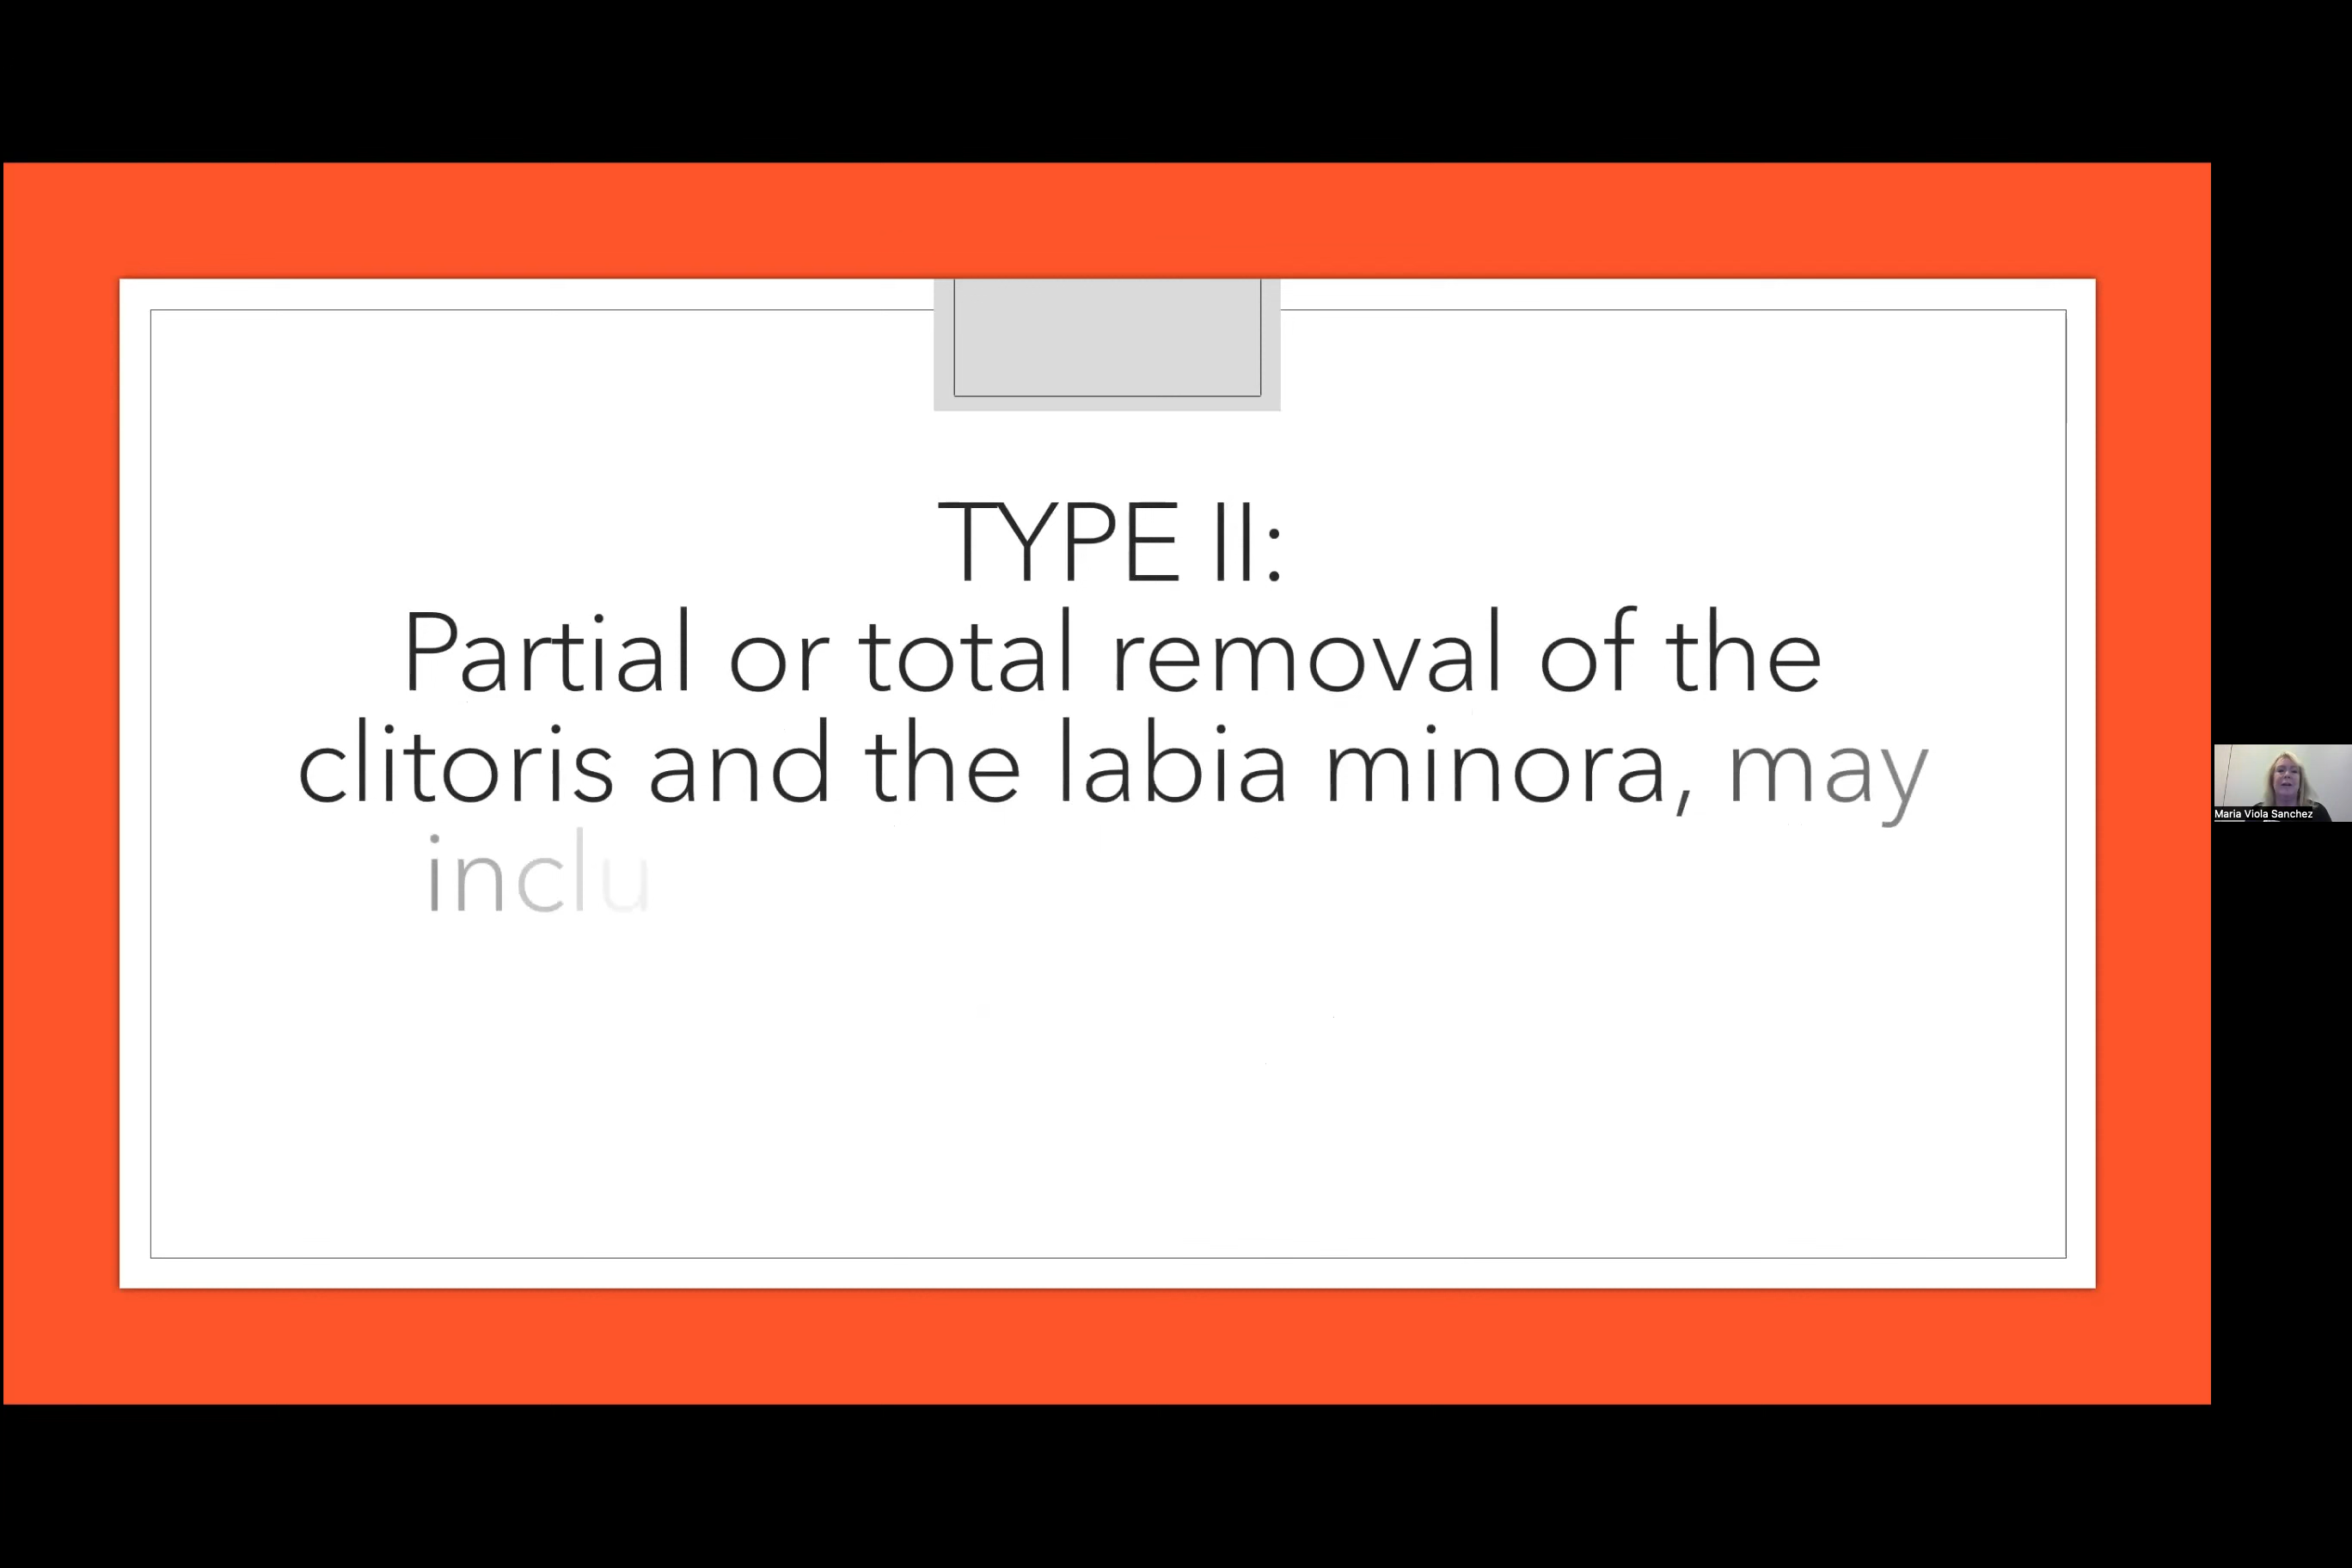 TYPE II:
Partial or total removal of the
clitoris and the labia minora, may
inclu
Maria Viola Sanchez